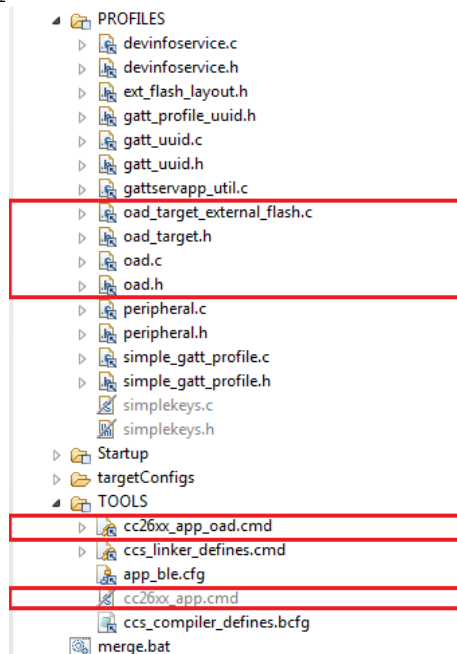 PROFILES
devinfoservice.c
devinfoservice.h
ext_flash_layout.h
gatt_profile_uuid.h
gatt_uuid.c
gatt_uuid.h
gattservapp_util.c
oad_target_external_flash.c
oad_target.h
oad.c
oad.h
peripheral.c
peripheral.h
simple_gatt_profile.c
simple_gatt_profile.h
simplekeys.c
simplekeys.h
Startup
targetConfigs
TOOLS
cc26xx_app_oad.cmd
ccs_linker_defines.cmd
app_ble.cfg
cc26xx_app.cmd
ccs_compiler_defines.bcfg
merge.bat